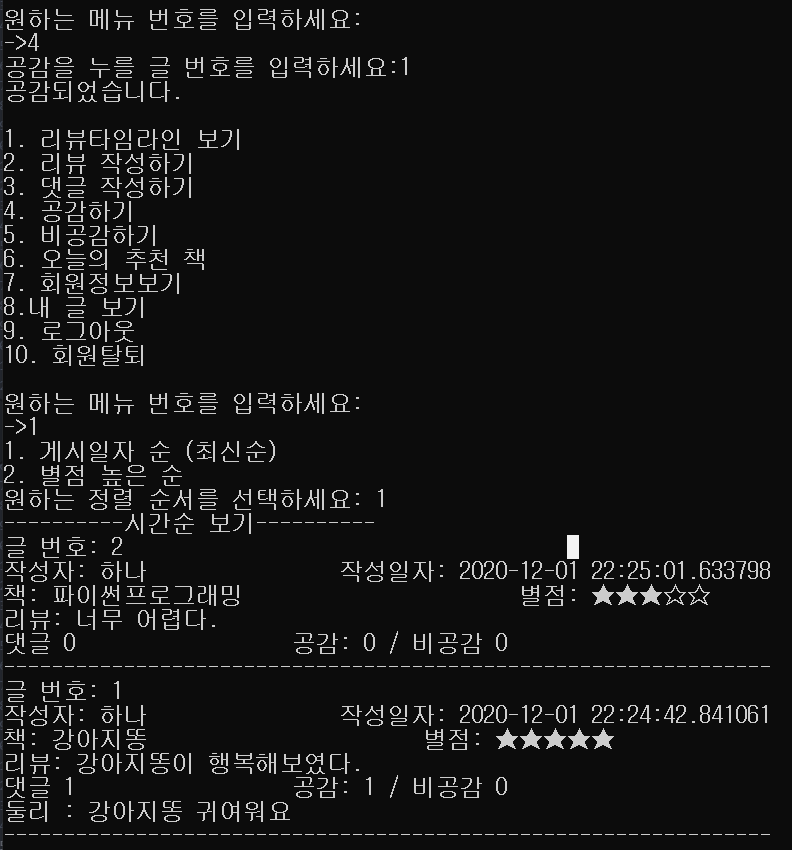 원하는 메뉴 번호를 입력하세요:
->4
공감을 누를 글 번호를 입력하세요:1
공감되었습니다.
1. 리뷰타임라인 보기
2. 리뷰 작성하기
3. 댓글 작성하기
4. 공감하기
5. 비공감하기
6. 오늘의 추천 책
7. 회원정보보기
8.내 글 보기
9. 로그아웃
10. 회원탈퇴
원하는 메뉴 번호를 입력하세요:
->1
1. 게시일자 순 (최신순)
2. 별점 높은 순
원하는 정렬 순서를 선택하세요: 1
----------시간순 보기----------
글 번호: 2
작성자: 하나 작성일자: 2020-12-01 22:25:01.633798
책: 파이썬프로그래밍 별점: ★★★☆☆
리뷰: 너무 어렵다.
댓글 0 공감: 0 / 비공감 0
----------------------------------------------------------------
글 번호: 1
작성자: 하나 작성일자: 2020-12-01 22:24:42.841061
책: 강아지똥 별점: ★★★★★
리뷰: 강아지똥이 행복해보였다.
댓글 1 공감: 1 / 비공감 0
둘리 : 강아지똥 귀여워요
----------------------------------------------------------------